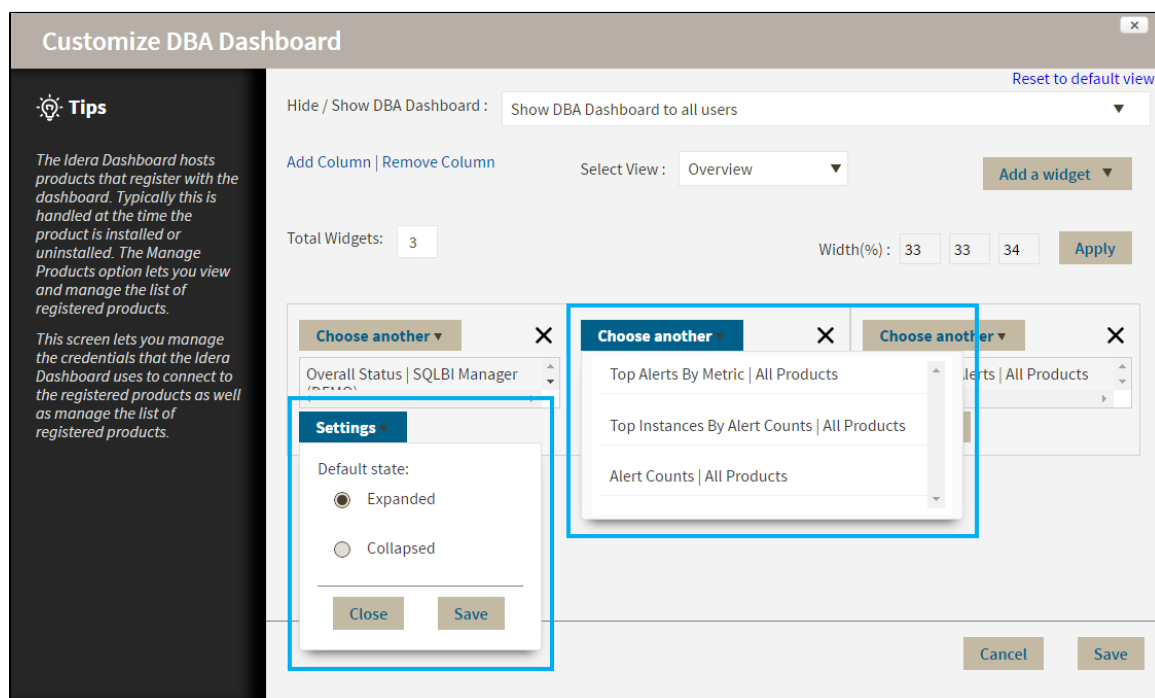 Customize DBA Dashboard
Tips
The Idera Dashboard hosts
products that register with the
dashboard. Typically this is
handled at the time the
product is installed or
uninstalled. The Manage
Products option lets you view
and manage the list of
registered products.
This screen lets you manage
the credentials that the Idera
Dashboard uses to connect to
the registered products as well
as manage the list of
registered products.
Reset to default view
Hide / Show DBA Dashboard : Show DBA Dashboard to all users
Add Column | Remove Column Select View : Overview Add a widget
Total Widgets: 3 Width(%) : 33 33 34 Apply
Choose another Choose another Choose another
Overall Status | SQLBI Manager
Top Alerts By Metric | All Products
Top Instances By Alert Counts | All Products
Alert Counts | All Products
Alerts | All Products
Settings
Default state:
Expanded
Collapsed
Close Save
Cancel Save